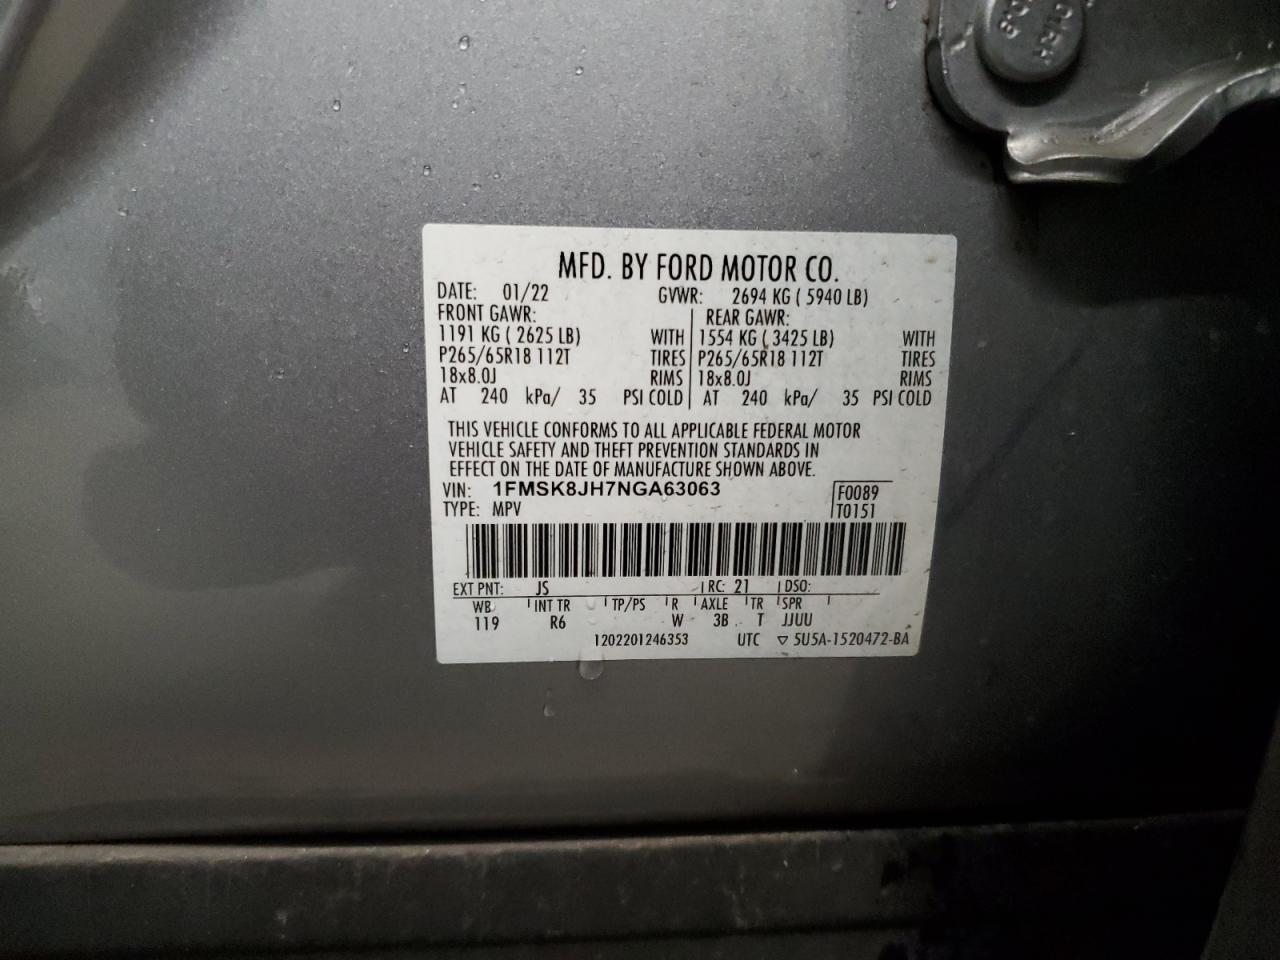 MFD. BY FORD MOTOR CO.
DATE: 01/22 GVWR: 2694 KG ( 5940 LB)
FRONT GAWR: REAR GAWR:
1191 KG ( 2625 LB) WITH 1554 KG ( 3425 LB) WITH
P265/65R18 112T TIRES P265/65R18 112T TIRES
18x8.0J RIMS 18x8.0J RIMS
AT 240 kPa/ 35 PSI COLD AT 240 kPa/ 35 PSI COLD
THIS VEHICLE CONFORMS TO ALL APPLICABLE FEDERAL MOTOR
VEHICLE SAFETY AND THEFT PREVENTION STANDARDS IN
EFFECT ON THE DATE OF MANUFACTURE SHOWN ABOVE.
VIN: 1FMSK8JH7NGA63063 F0089
TYPE: MPV T0151
EXT PNT: JS RC: 21 DSO:
WB INT TR TP/PS R AXLE TR SPR
119 R6 W 3B T JJUU
1202201246353 UTC ▽ 5U5A-1520472-BA